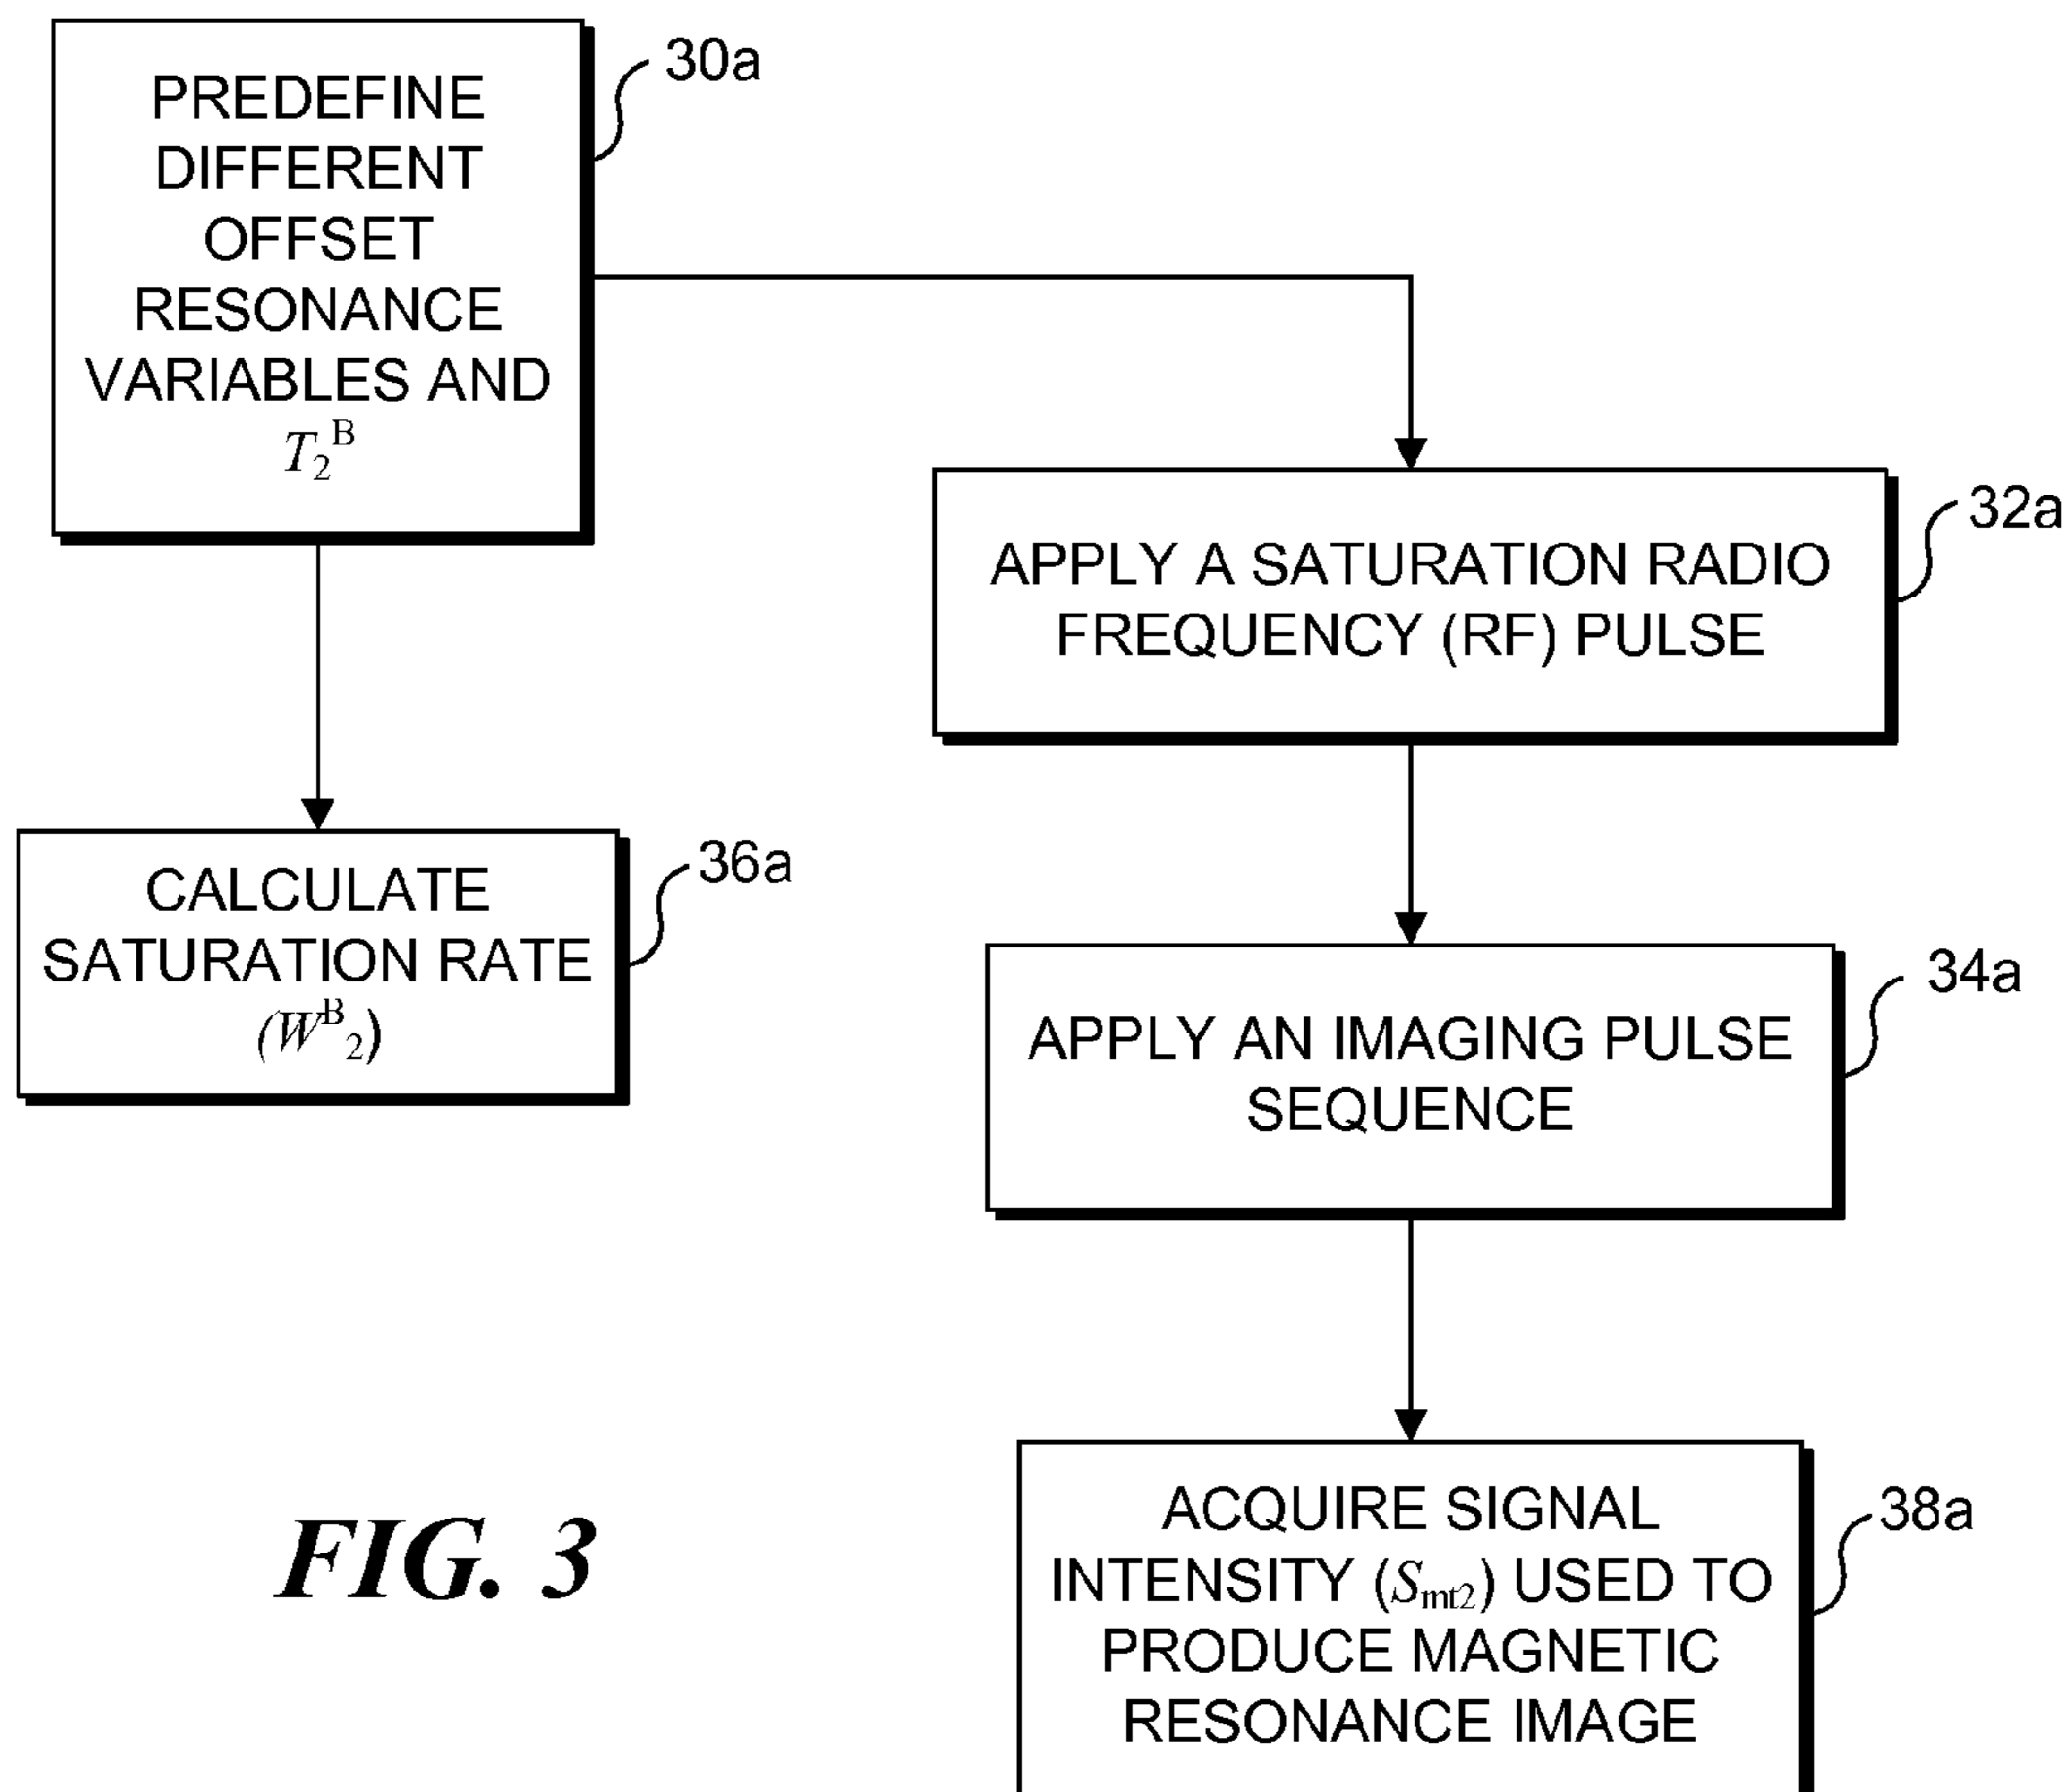 PREDEFINE
DIFFERENT
OFFSET
RESONANCE
VARIABLES AND
T₂ᴮ
30a
APPLY A SATURATION RADIO
FREQUENCY (RF) PULSE
32a
CALCULATE
SATURATION RATE
(Wᴮ₂)
36a
APPLY AN IMAGING PULSE
SEQUENCE
34a
ACQUIRE SIGNAL
INTENSITY (Smt2) USED TO
PRODUCE MAGNETIC
RESONANCE IMAGE
38a
FIG. 3